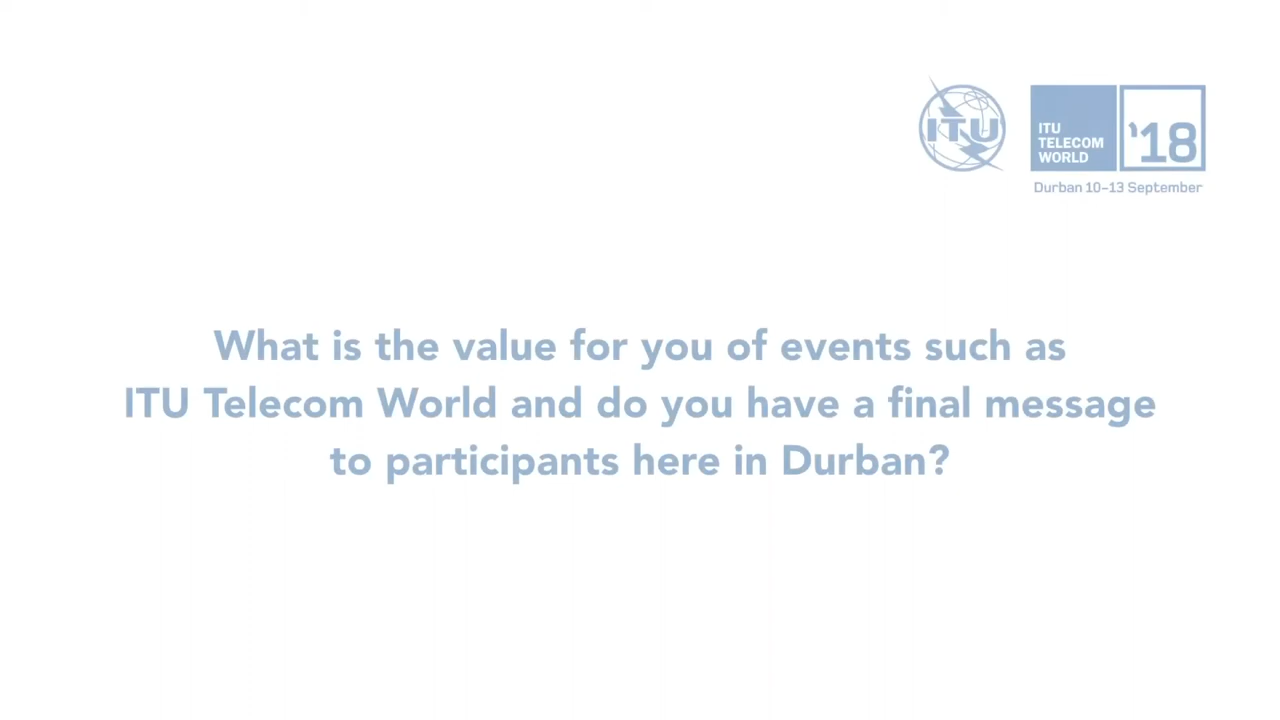 ITU
ITU
TELECOM
WORLD
'18
Durban 10–13 September
What is the value for you of events such as
ITU Telecom World and do you have a final message
to participants here in Durban?